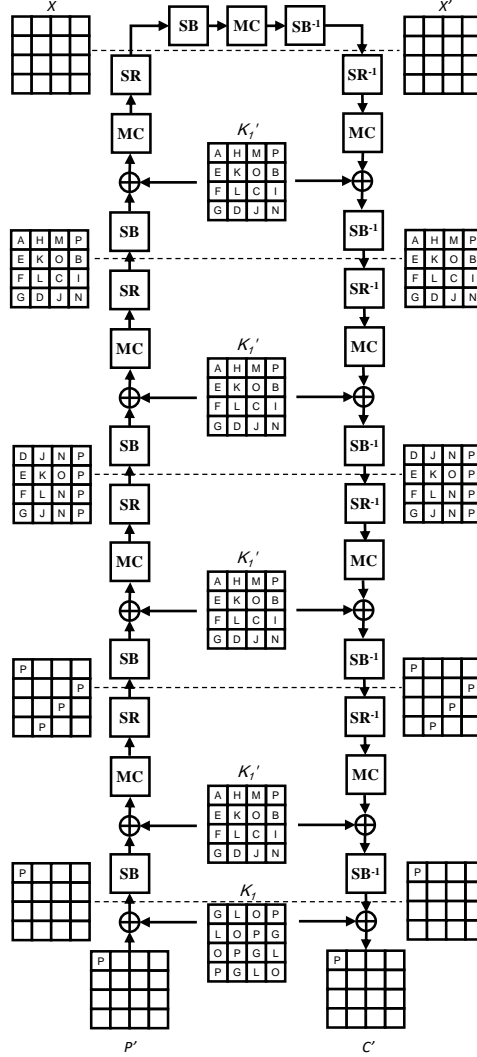 X
SB
MC
SB-1
X'
SR
SR-1
MC
K1'
MC
A H M P
E K O B
F L C I
G D J N
SB
SB-1
A H M P
E K O B
F L C I
G D J N
SR
SR-1
A H M P
E K O B
F L C I
G D J N
MC
K1'
MC
A H M P
E K O B
F L C I
G D J N
SB
SB-1
D J N P
E K O P
F L N P
G J N P
SR
SR-1
D J N P
E K O P
F L N P
G J N P
MC
K1'
MC
A H M P
E K O B
F L C I
G D J N
SB
SB-1
P
P
P
P
SR
SR-1
P
P
P
P
MC
K1'
MC
A H M P
E K O B
F L C I
G D J N
SB
SB-1
P
K1
P
G L O P
L O P G
O P G L
P G L O
P
P
P'
C'